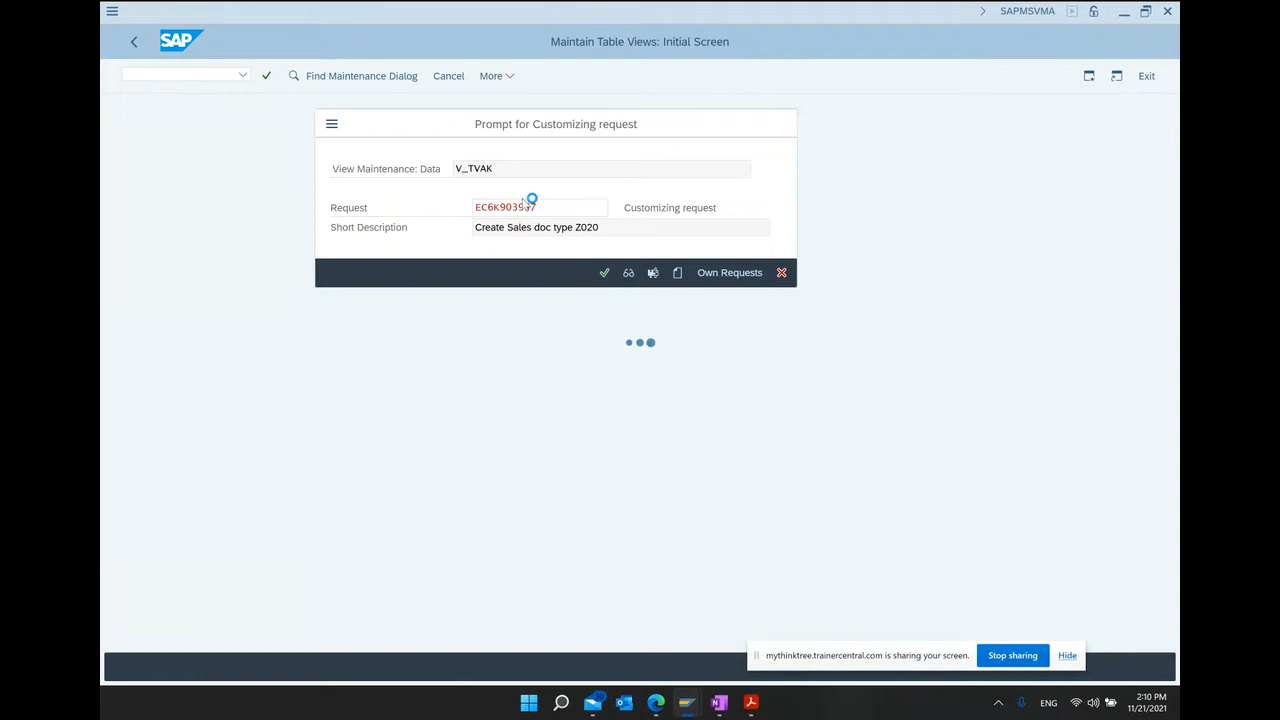 SAPMSVMA
SAP
Maintain Table Views: Initial Screen
Find Maintenance Dialog
Cancel
More
Exit
Prompt for Customizing request
View Maintenance: Data
V_TVAK
Request
Customizing request
Short Description
Create Sales doc type Z020
Own Requests
mythinktree.trainercentral.com is sharing your screen.
Stop sharing
Hide
ENG
2:10 PM
11/21/2021